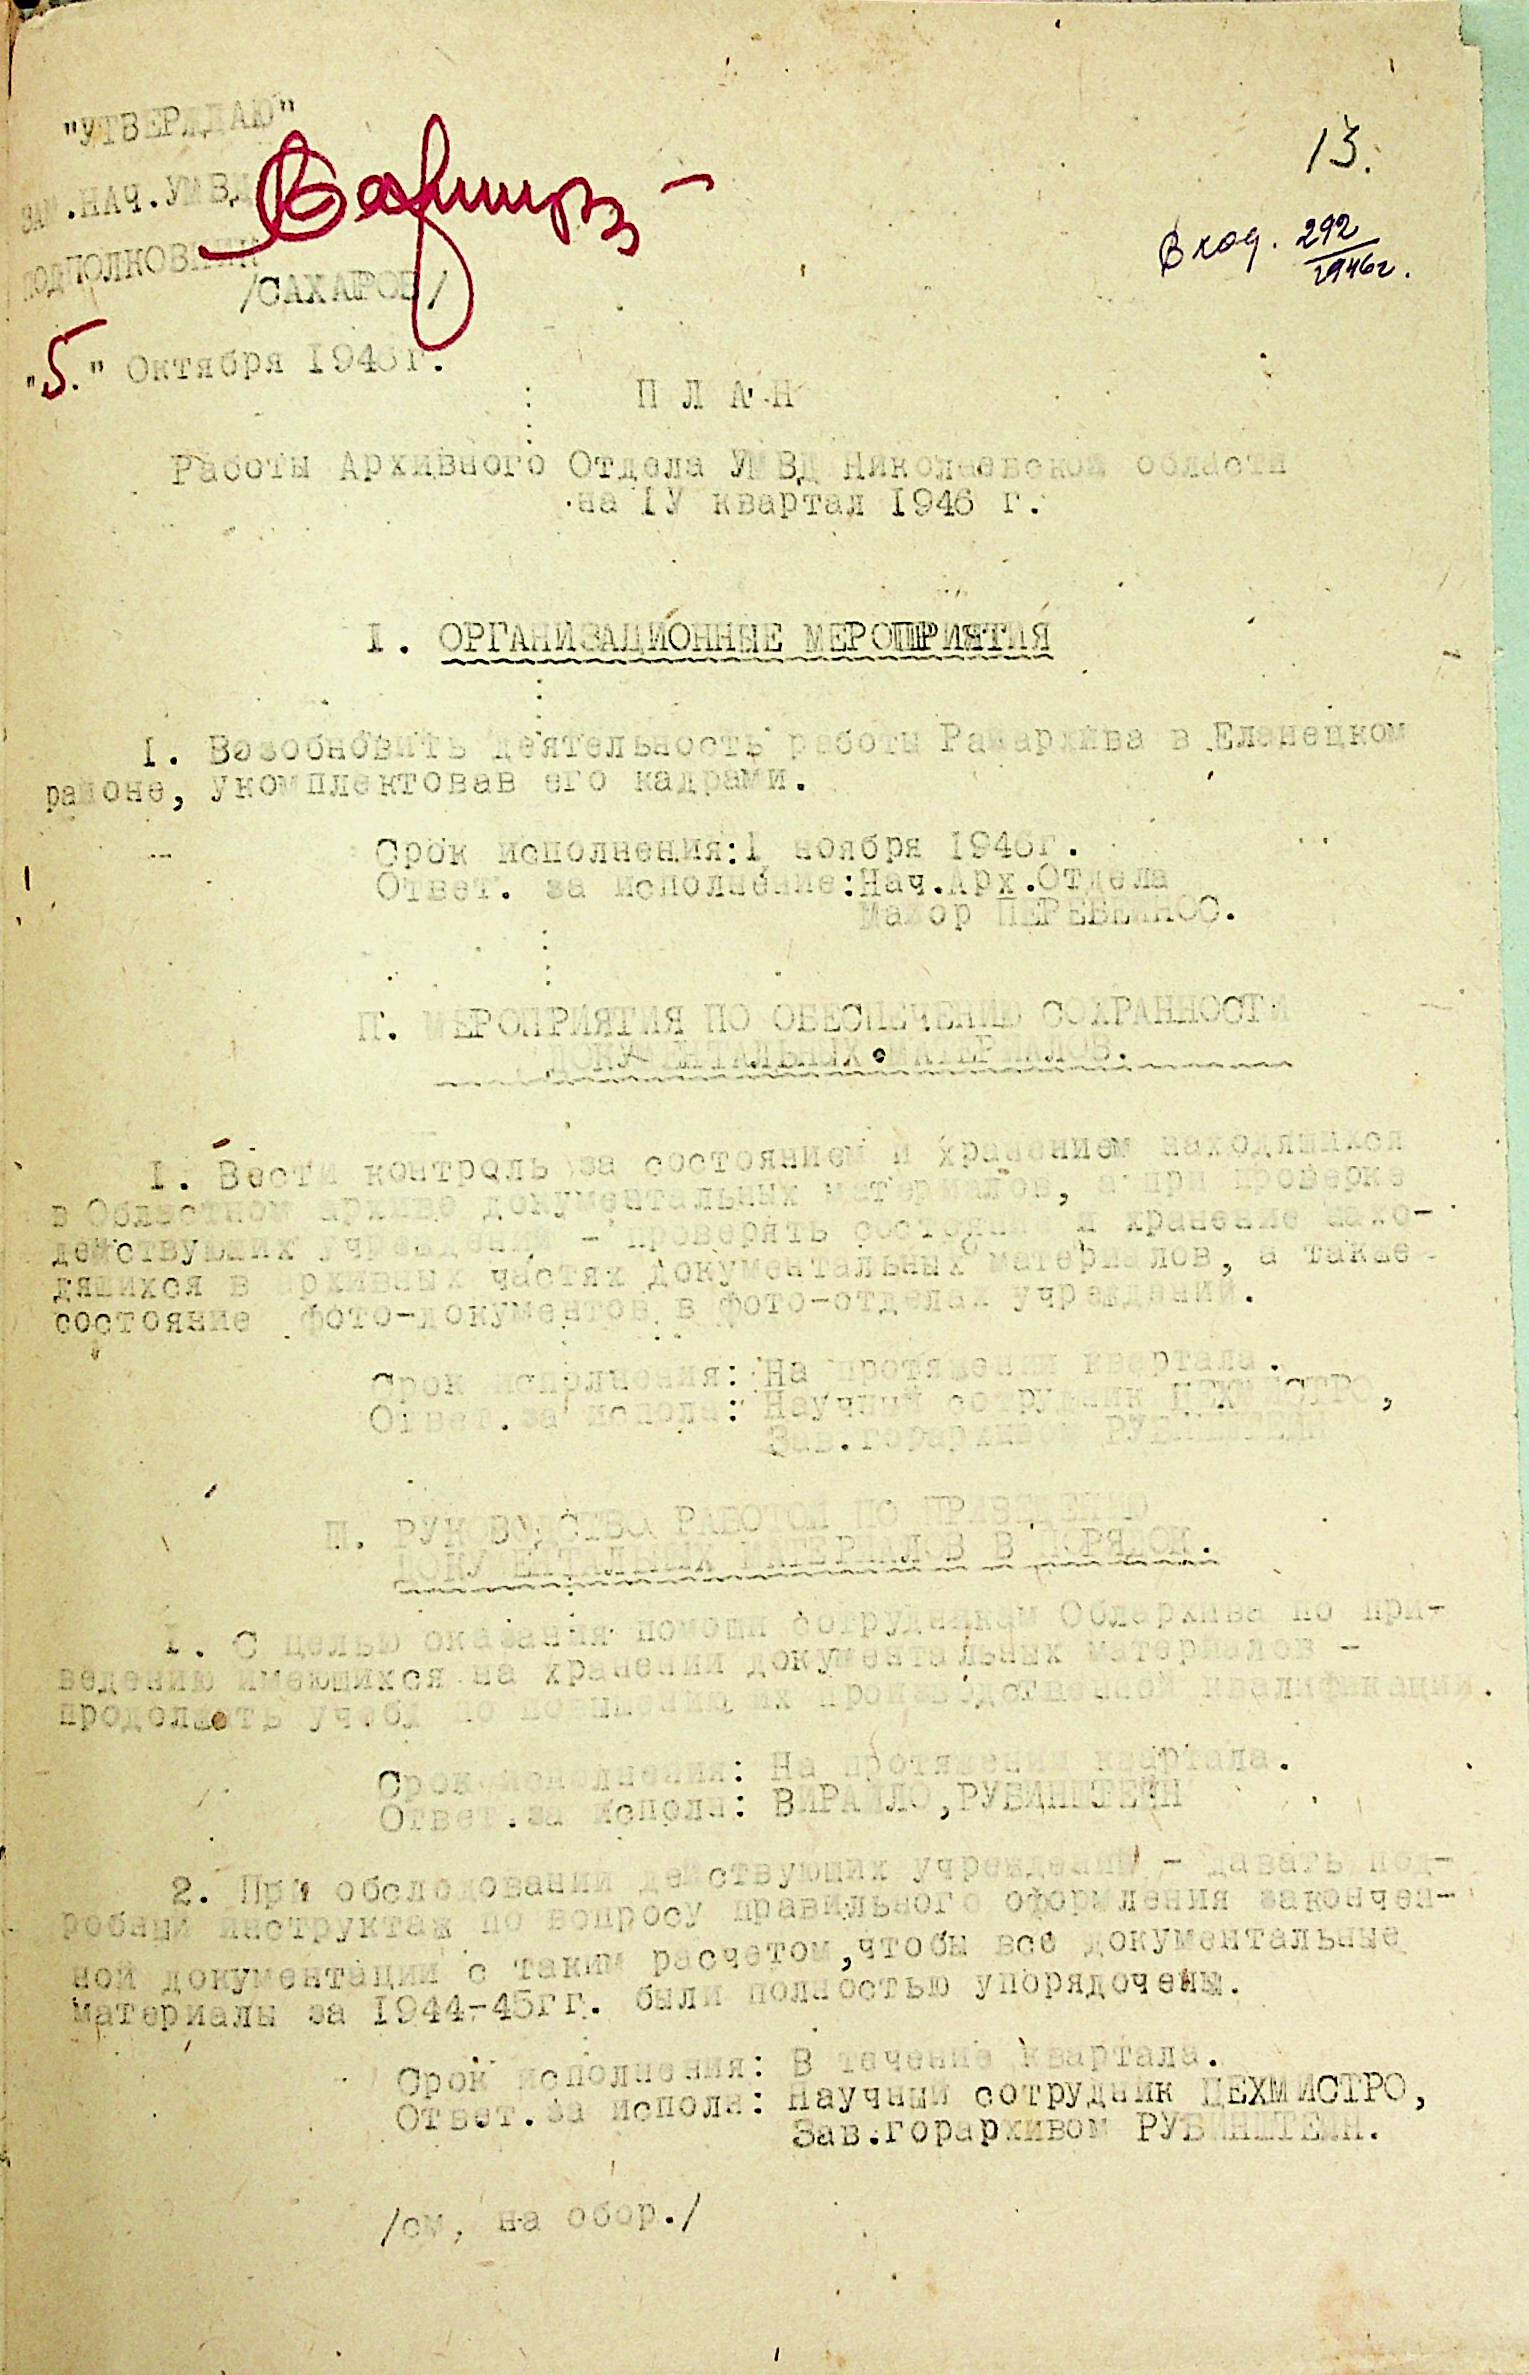 "УТВЕРЖДАЮ"
13.
ЗАМ.НАЧ.УМВД
Вход. 292/1946г.
ПОДПОЛКОВНИК
/САХАРОВ/
"5." Октября 1946г.
П Л А Н
Работы Архивного Отдела УМВД Николаевской области
на IУ квартал 1946 г.
I. ОРГАНИЗАЦИОННЫЕ МЕРОПРИЯТИЯ
I. Возобновить деятельность работы Райархива в Еланецком
районе, укомплектовав его кадрами.
Срок исполнения:1 ноября 1946г.
Ответ. за исполнение:Нач.Арх.Отдела
Майор ПЕРЕБЕЙНОС.
П. МЕРОПРИЯТИЯ ПО ОБЕСПЕЧЕНИЮ СОХРАННОСТИ
ДОКУМЕНТАЛЬНЫХ МАТЕРИАЛОВ.
I. Вести контроль за состоянием и хранением находящихся
в Областном архиве документальных материалов, а при проверке
действующих учреждений - проверять состояние и хранение нахо-
дящихся в архивных частях документальных материалов, а также
состояние фото-документов в фото-отделах учреждений.
Срок исполнения: На протяжении квартала.
Ответ.за исполн: Научный сотрудник ЦЕХМИСТРО,
Зав.горархивом РУБИНШТЕЙН
Ш. РУКОВОДСТВО РАБОТОЙ ПО ПРИВЕДЕНИЮ
ДОКУМЕНТАЛЬНЫХ МАТЕРИАЛОВ В ПОРЯДОК.
I. С целью оказания помощи сотрудникам Облархива по при-
ведению имеющихся на хранении документальных материалов -
продолжать учебу по повышению их производственной квалификации.
Срок исполнения: На протяжении квартала.
Ответ.за исполн: ВИРАЙЛО,РУБИНШТЕЙН
2. При обследовании действующих учреждений - давать под-
робный инструктаж по вопросу правильного оформления закончен-
ной документации с таким расчетом,чтобы все документальные
материалы за 1944-45гг. были полностью упорядочены.
Срок исполнения: В течение квартала.
Ответ.за исполн: Научный сотрудник ЦЕХМИСТРО,
Зав.горархивом РУБИНШТЕЙН.
/см, на обор./